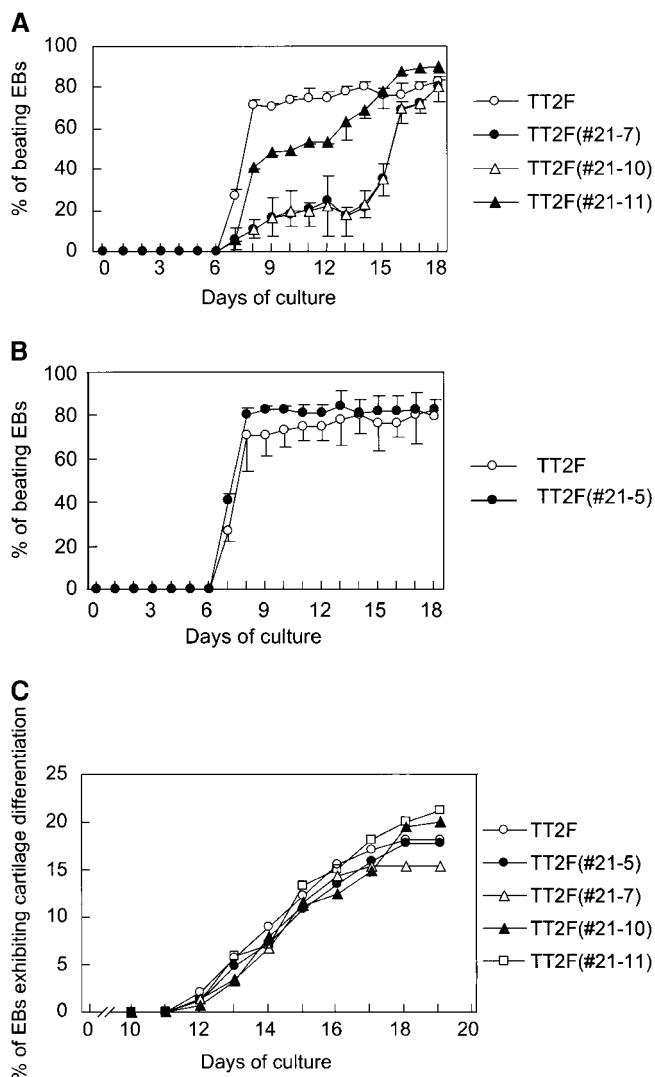 A
% of beating EBs
100
80
60
40
20
0
0 3 6 9 12 15 18
Days of culture
TT2F
TT2F(#21-7)
TT2F(#21-10)
TT2F(#21-11)
B
% of beating EBs
100
80
60
40
20
0
0 3 6 9 12 15 18
Days of culture
TT2F
TT2F(#21-5)
C
% of EBs exhibiting cartilage differentiation
25
20
15
10
5
0
0 10 12 14 16 18 20
Days of culture
TT2F
TT2F(#21-5)
TT2F(#21-7)
TT2F(#21-10)
TT2F(#21-11)